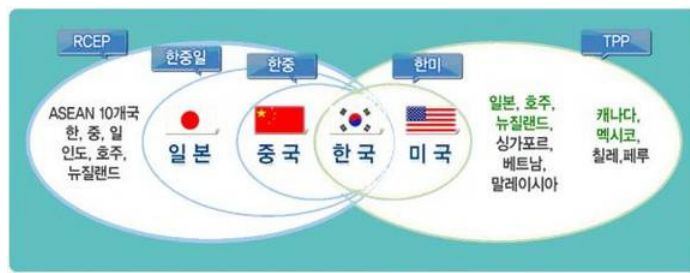 RCEP
한중일
한중
한미
TPP
ASEAN 10개국
한, 중, 일
인도, 호주,
뉴질랜드
일본
중국
한국
미국
일본, 호주,
뉴질랜드,
싱가포르,
베트남,
말레이시아
캐나다,
멕시코,
칠레,페루